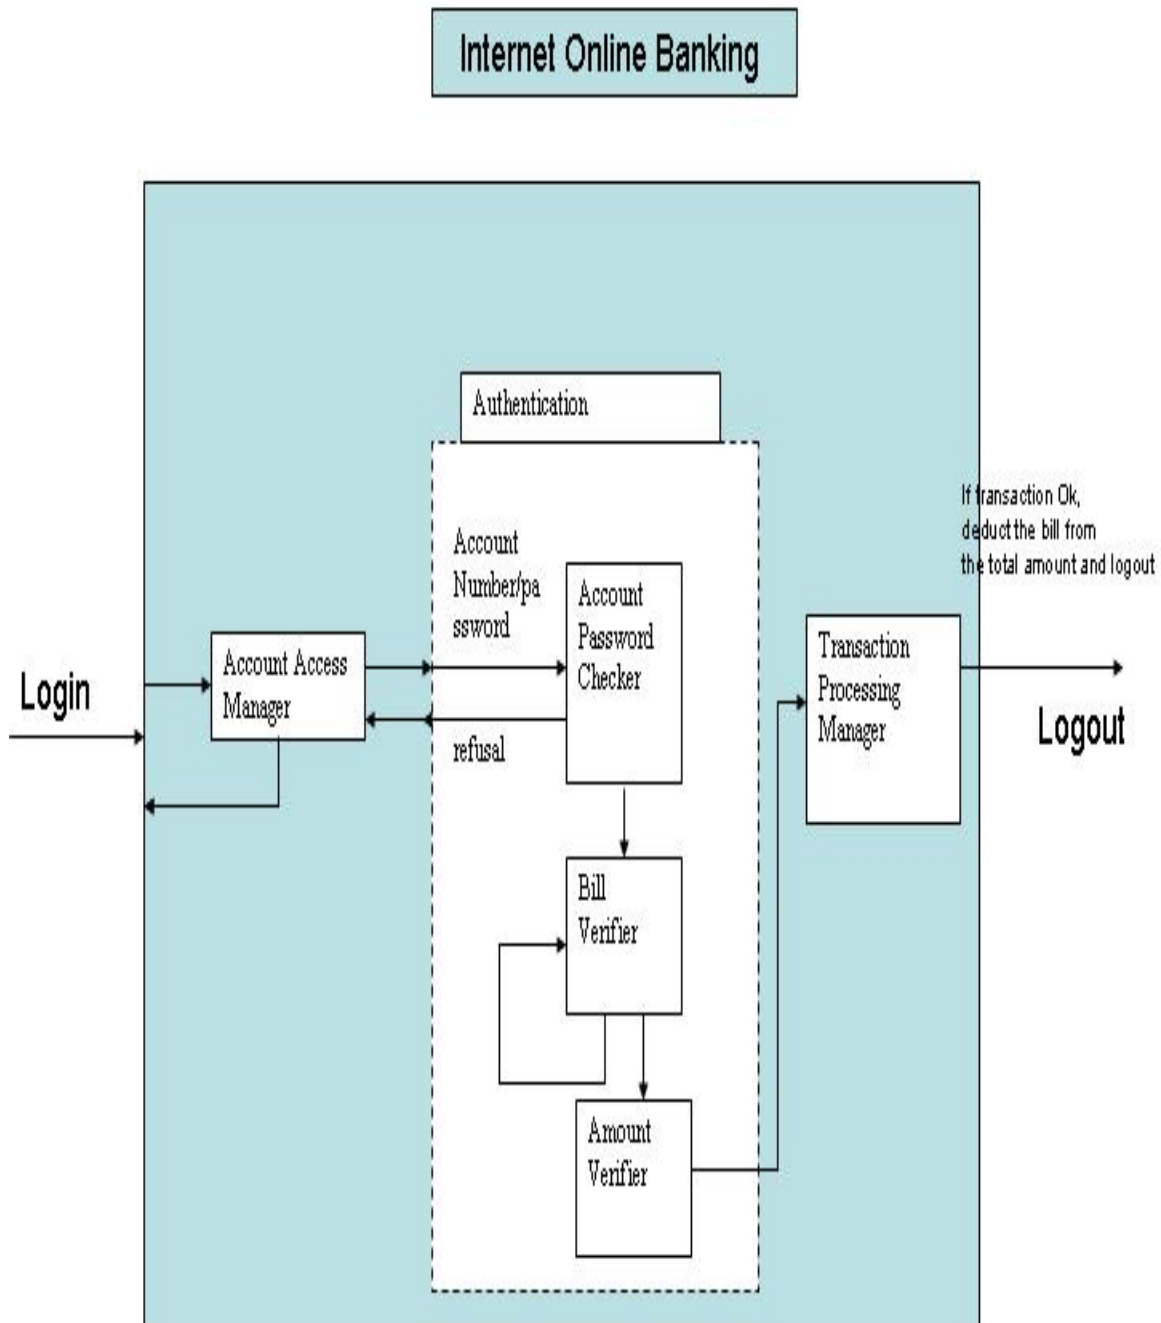 Internet Online Banking
Authentication
Account
Number/pa
ssword
Account
Password
Checker
If transaction Ok,
deduct the bill from
the total amount and logout
Account Access
Manager
Transaction
Processing
Manager
Login
refusal
Logout
Bill
Verifier
Amount
Verifier